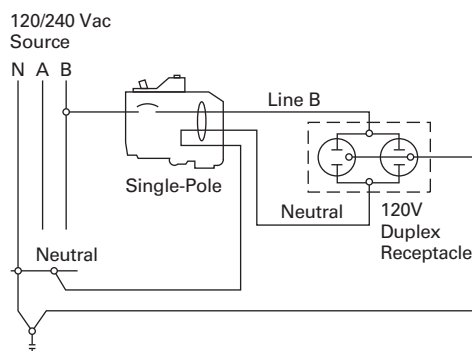 120/240 Vac
Source
N A B
Line B
Single-Pole
Neutral
120V
Duplex
Receptacle
Neutral